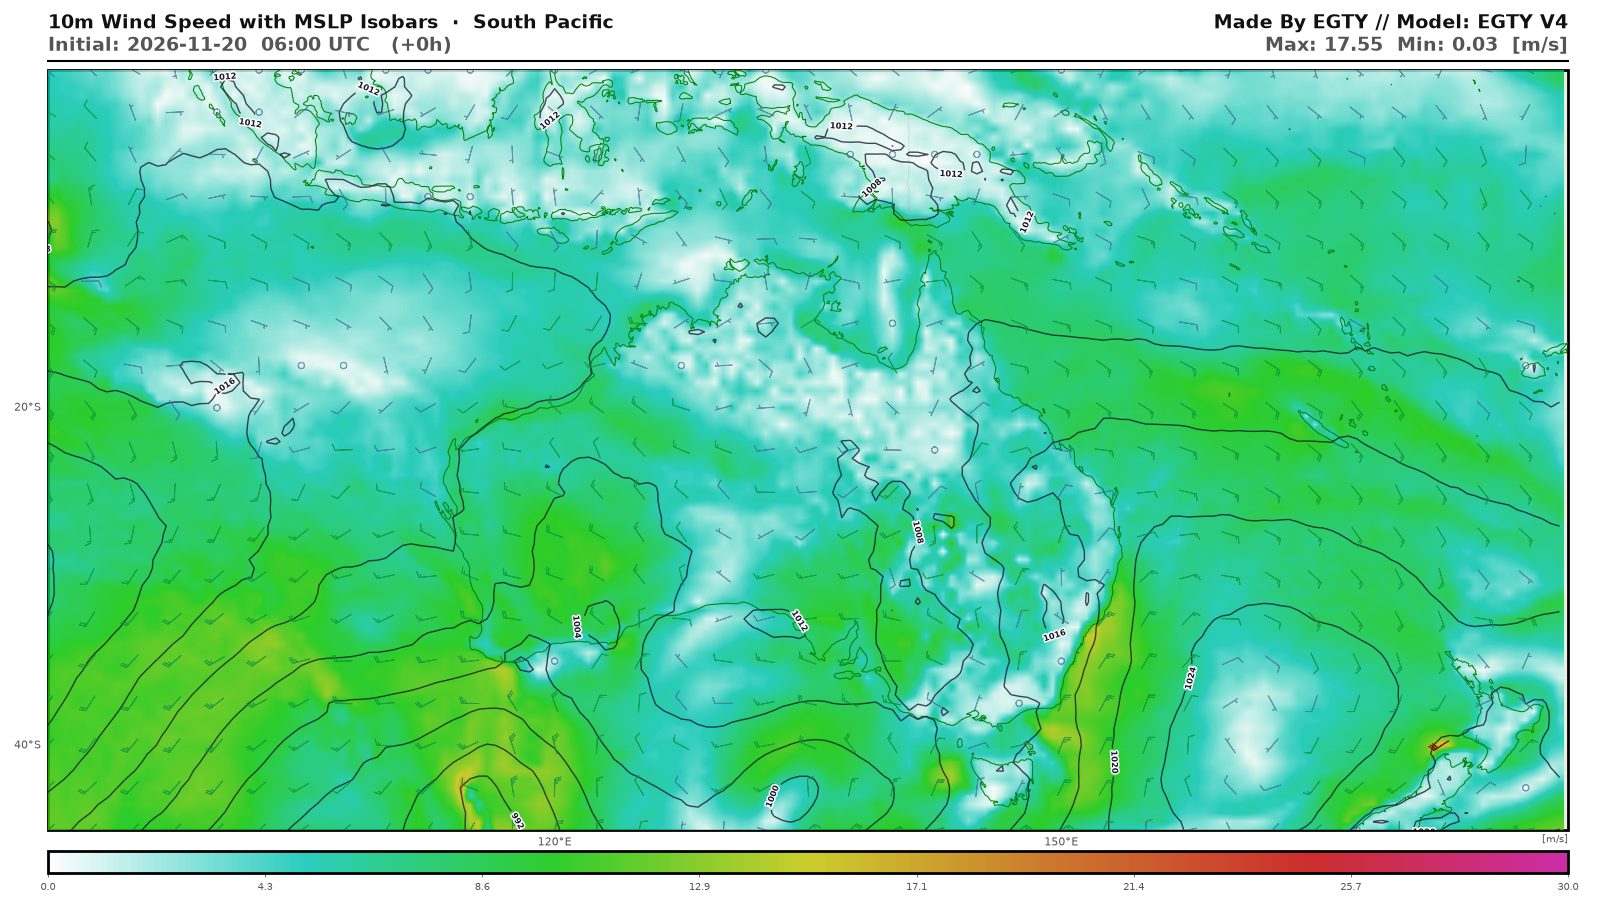 10m Wind Speed with MSLP Isobars · South Pacific
Made By EGTY // Model: EGTY V4
Initial: 2026-11-20 06:00 UTC (+0h)
Max: 17.55 Min: 0.03 [m/s]
1012
1012
1012
1012
1012
1012
1008
1012
1016
20°S
1008
1004
1012
1016
1024
40°S
1020
1000
992
120°E
150°E
[m/s]
0.0
4.3
8.6
12.9
17.1
21.4
25.7
30.0